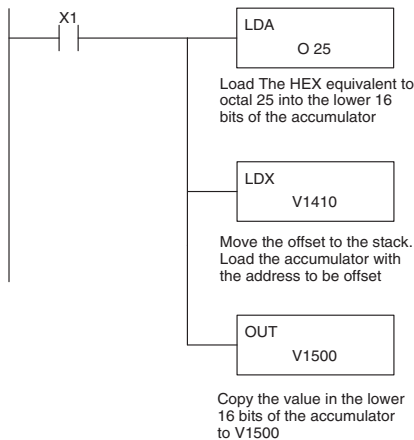 X1
LDA
O 25
Load The HEX equivalent to
octal 25 into the lower 16
bits of the accumulator
LDX
V1410
Move the offset to the stack.
Load the accumulator with
the address to be offset
OUT
V1500
Copy the value in the lower
16 bits of the accumulator
to V1500